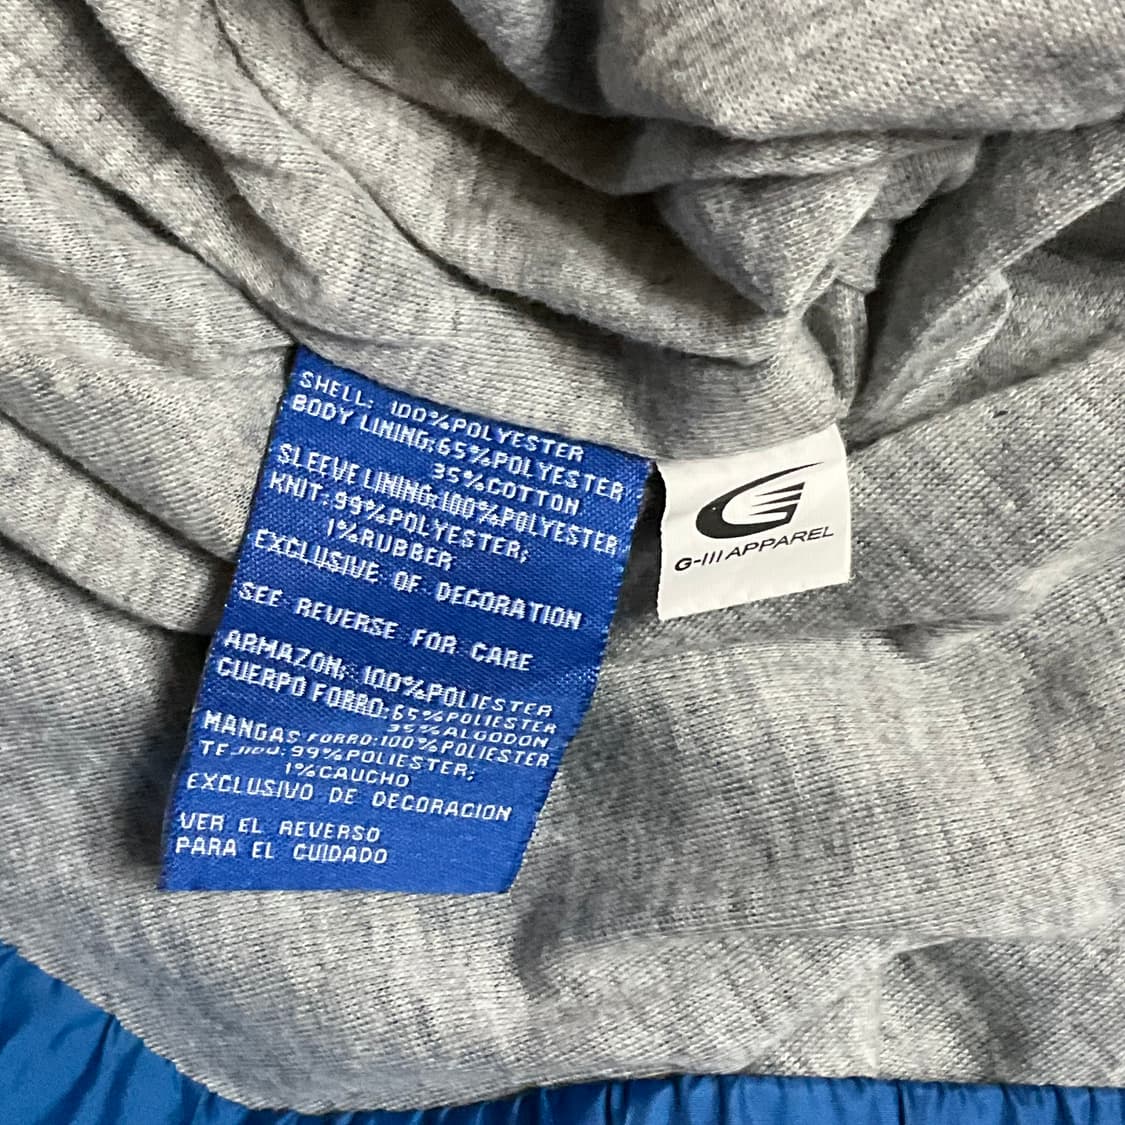 SHELL: 100%POLYESTER
BODY LINING:65%POLYESTER
35%COTTON
SLEEVE LINING:100%POLYESTER
KNIT:99%POLYESTER;
1%RUBBER
EXCLUSIVE OF DECORATION
SEE REVERSE FOR CARE
ARMAZON: 100%POLIESTER
CUERPO FORRO:65%POLIESTER
35%ALGODON
MANGAS FORRO:100%POLIESTER
99%POLIESTER;
1%CAUCHO
EXCLUSIVO DE DECORACION
VER EL REVERSO
PARA EL CUIDADO
G-III APPAREL